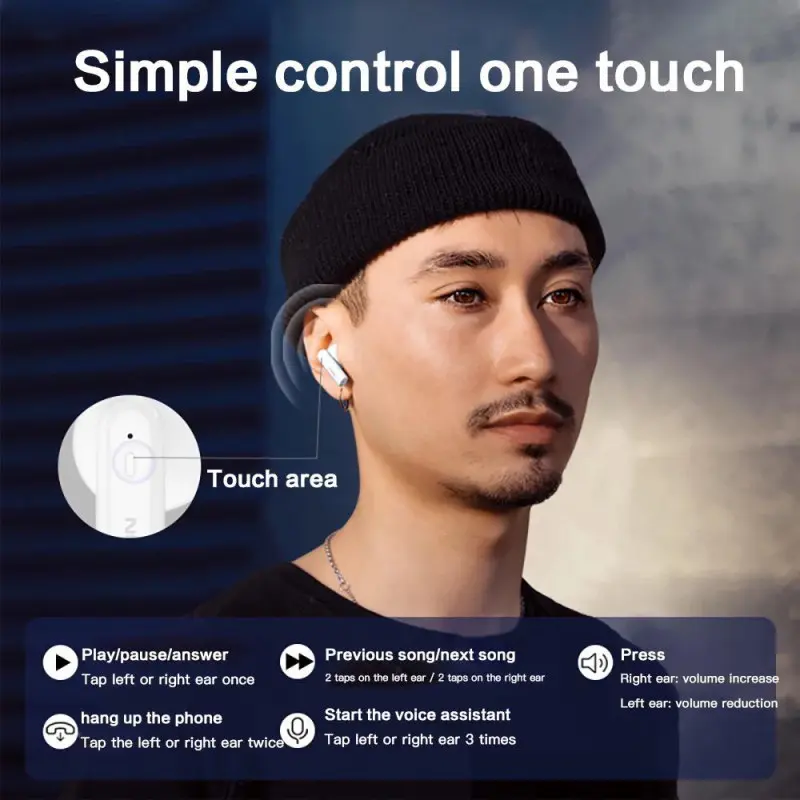 Simple control one touch
Touch area
Z
Play/pause/answer
Tap left or right ear once
Previous song/next song
2 taps on the left ear / 2 taps on the right ear
Press
Right ear: volume increase
Left ear: volume reduction
hang up the phone
Tap the left or right ear twice
Start the voice assistant
Tap left or right ear 3 times